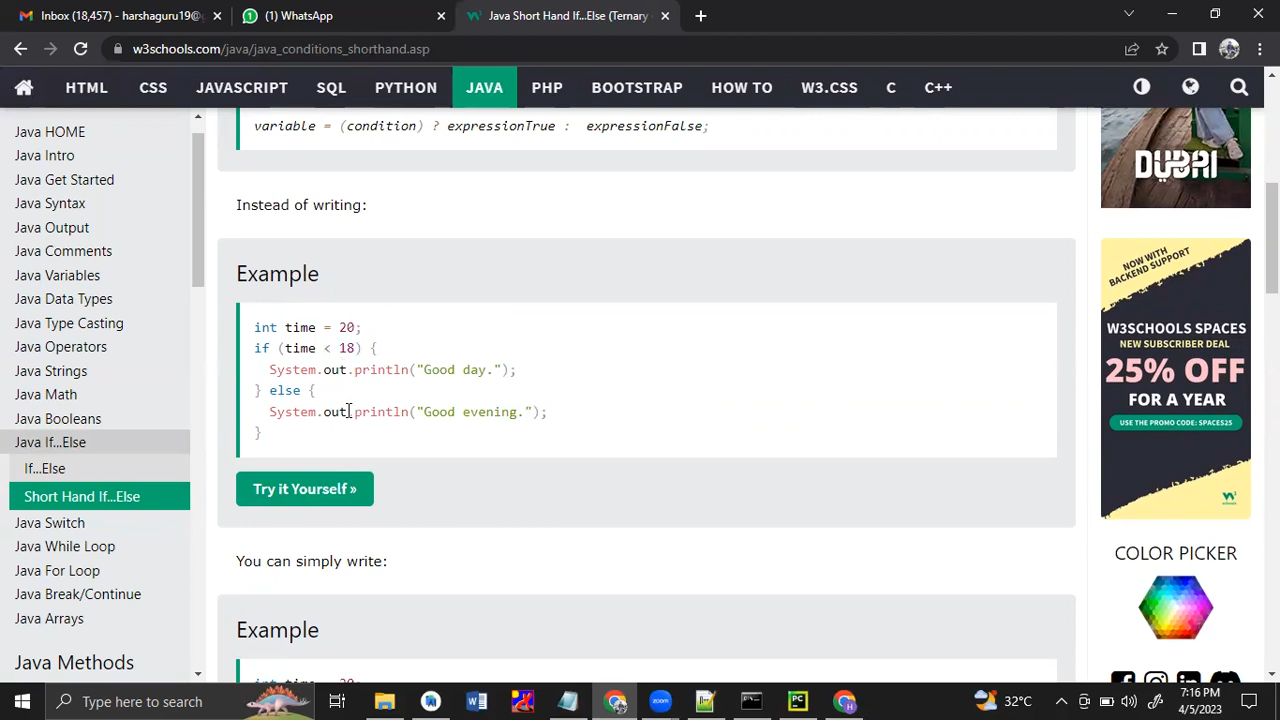 Inbox (18,457) - harshaguru19@g
(1) WhatsApp
Java Short Hand If...Else (Ternary
w3schools.com/java/java_conditions_shorthand.asp
HTML CSS JAVASCRIPT SQL PYTHON JAVA PHP BOOTSTRAP HOW TO W3.CSS C C++
Java HOME
Java Intro
Java Get Started
Java Syntax
Java Output
Java Comments
Java Variables
Java Data Types
Java Type Casting
Java Operators
Java Strings
Java Math
Java Booleans
Java If...Else
If...Else
Short Hand If...Else
Java Switch
Java While Loop
Java For Loop
Java Break/Continue
Java Arrays
Java Methods
variable = (condition) ? expressionTrue :  expressionFalse;
Instead of writing:
Example
int time = 20;
if (time < 18) {
  System.out.println("Good day.");
} else {
  System.out.println("Good evening.");
}
Try it Yourself »
You can simply write:
Example
int time = 20;
DUBAI
NOW WITH
BACKEND SUPPORT
W3SCHOOLS SPACES
NEW SUBSCRIBER DEAL
25% OFF
FOR A YEAR
USE THE PROMO CODE: SPACES25
COLOR PICKER
Type here to search
32°C
7:16 PM
4/5/2023